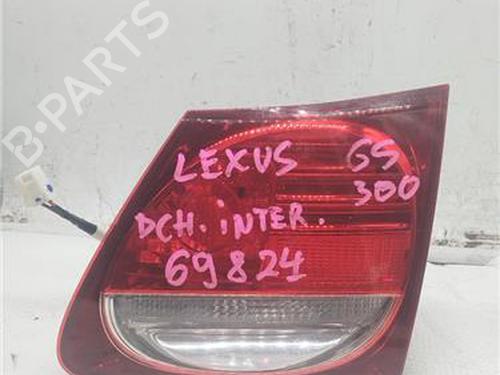 B-PARTS
LEXUS GS
300
DCH. iNTER.
69824